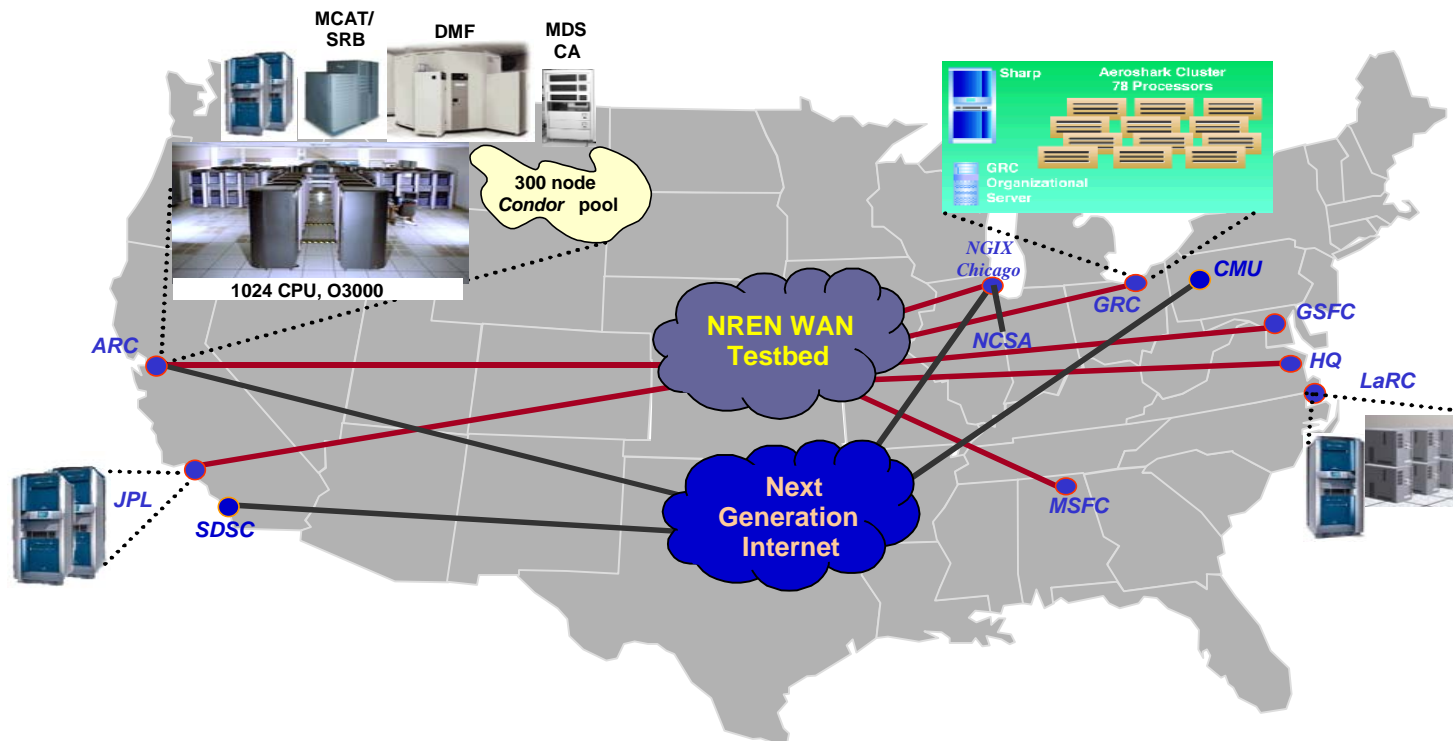 MCAT/
SRB
DMF
MDS
CA
Sharp
Aeroshark Cluster
78 Processors
GRC
Organizational
Server
300 node
Condor pool
1024 CPU, O3000
NGIX
Chicago
CMU
GRC
GSFC
NREN WAN
Testbed
NCSA
ARC
HQ
LaRC
JPL
SDSC
Next
Generation
Internet
MSFC